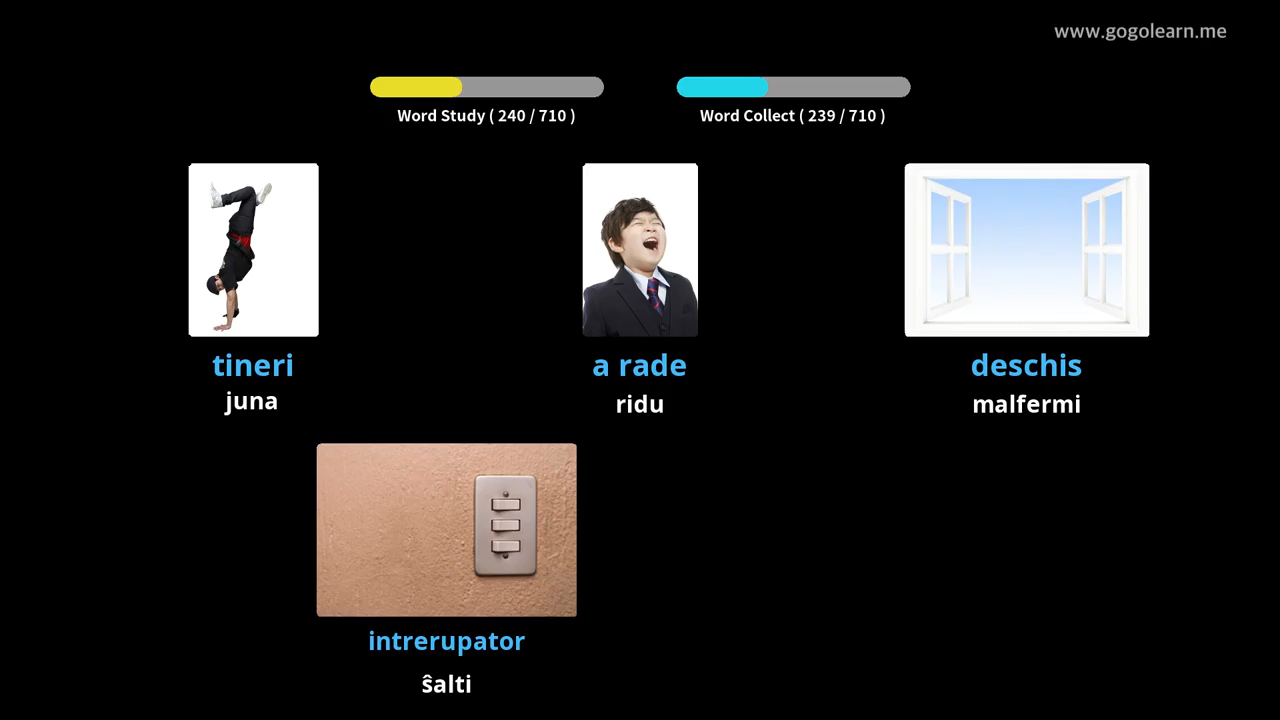 www.gogolearn.me
Word Study ( 240 / 710 )
Word Collect ( 239 / 710 )
tineri
juna
a rade
ridu
deschis
malfermi
intrerupator
ŝalti